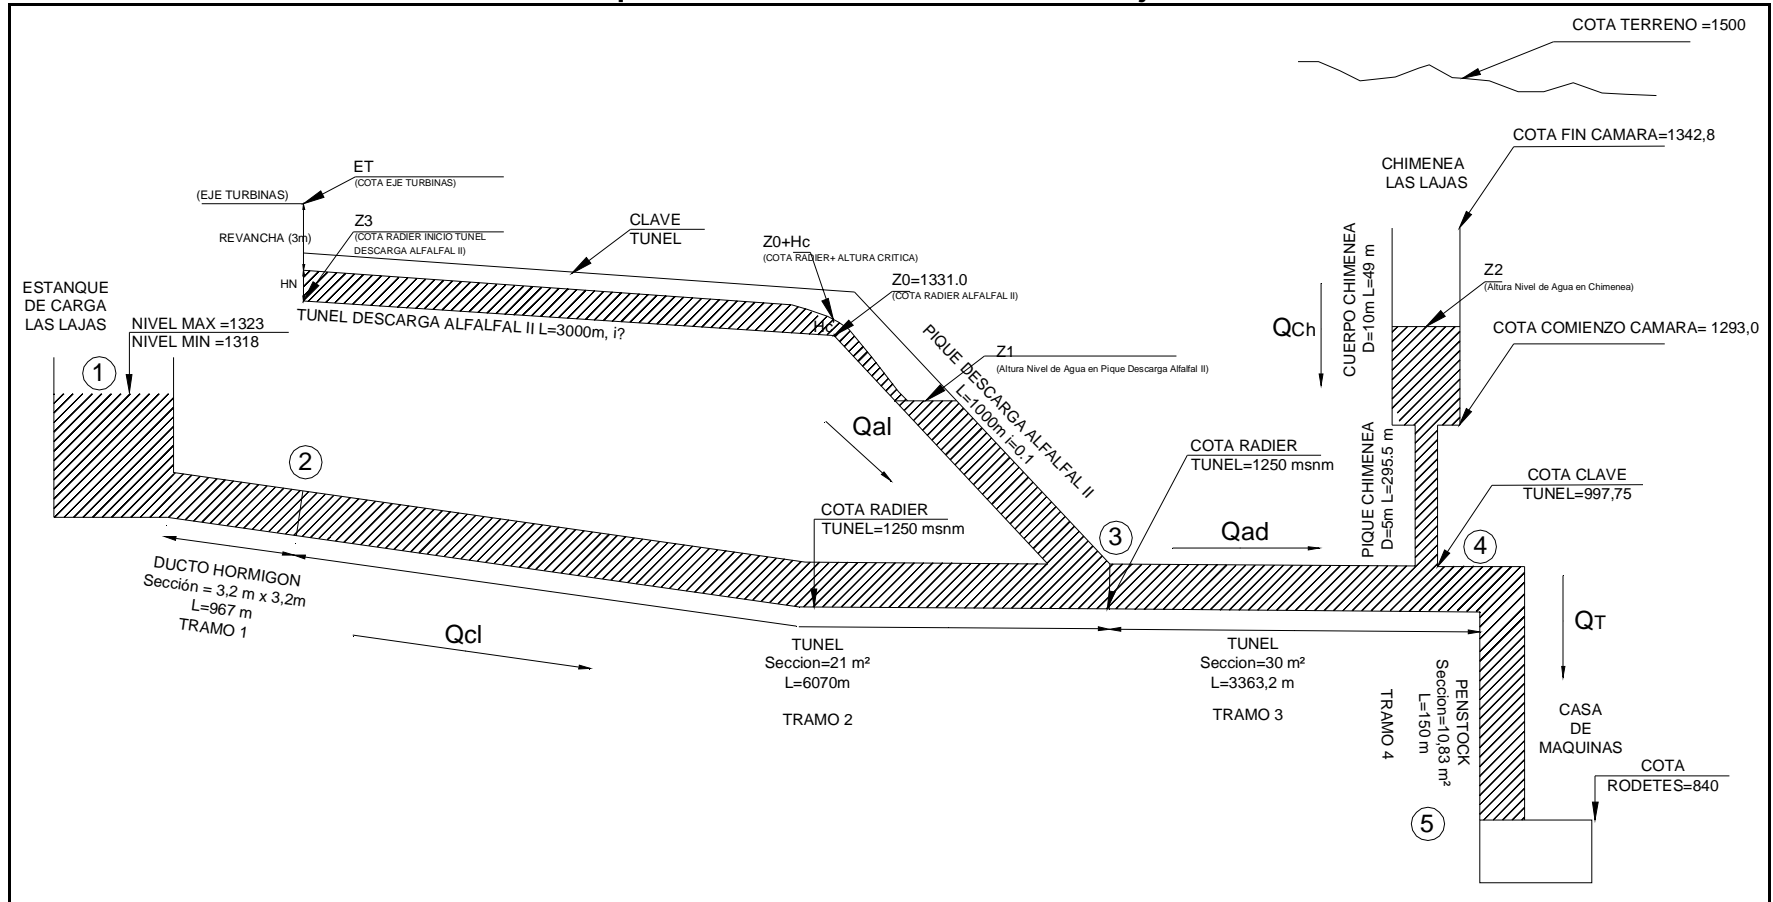 COTA TERRENO =1500
COTA FIN CAMARA=1342,8
CHIMENEA
LAS LAJAS
ET
(COTA EJE TURBINAS)
(EJE TURBINAS)
REVANCHA (3m)
Z3
(COTA RADIER INICIO TUNEL
DESCARGA ALFALFAL II)
CLAVE
TUNEL
Z0+Hc
(COTA RADIER+ ALTURA CRITICA)
Z0=1331.0
(COTA RADIER ALFALFAL II)
HN
Hc
ESTANQUE
DE CARGA
LAS LAJAS
NIVEL MAX =1323
NIVEL MIN =1318
TUNEL DESCARGA ALFALFAL II L=3000m, i?
PIQUE DESCARGA ALFALFAL II
L=1000m i=0.1
Z1
(Altura Nivel de Agua en Pique Descarga Alfalfal II)
QCh
CUERPO CHIMENEA
D=10m L=49 m
Z2
(Altura Nivel de Agua en Chimenea)
COTA COMIENZO CAMARA= 1293,0
1
2
Qal
COTA RADIER
TUNEL=1250 msnm
COTA RADIER
TUNEL=1250 msnm
PIQUE CHIMENEA
D=5m L=295.5 m
COTA CLAVE
TUNEL=997,75
3
Qad
4
DUCTO HORMIGON
Sección = 3,2 m x 3,2m
L=967 m
TRAMO 1
Qcl
TUNEL
Seccion=21 m²
L=6070m
TRAMO 2
TUNEL
Seccion=30 m²
L=3363,2 m
TRAMO 3
PENSTOCK
Seccion=10,83 m²
L=150 m
TRAMO 4
QT
CASA
DE
MAQUINAS
COTA
RODETES=840
5